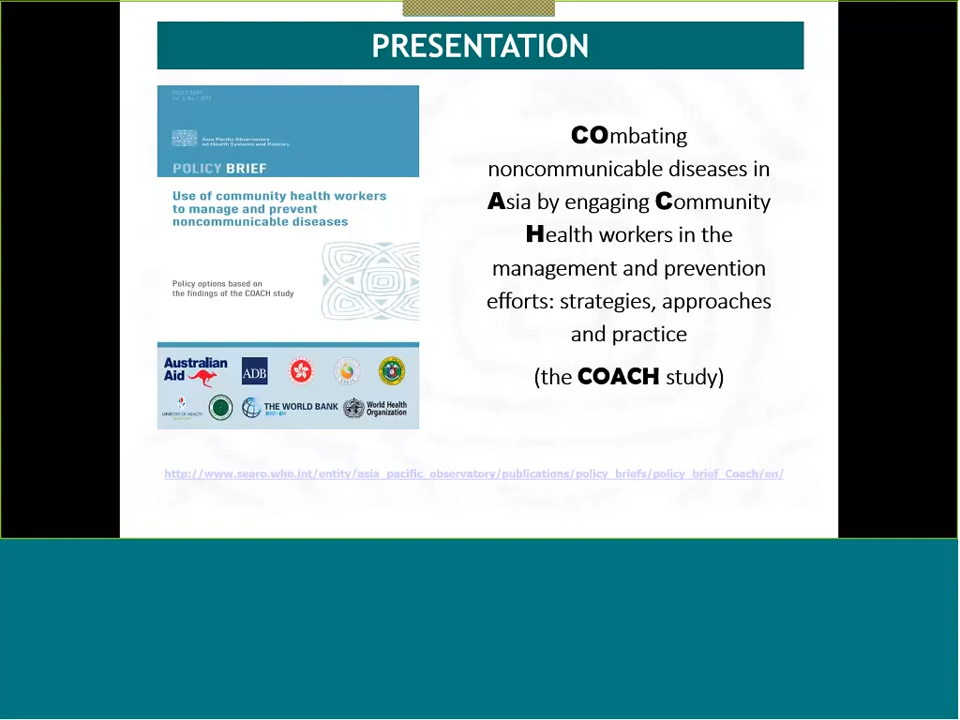 PRESENTATION
Asia Pacific Observatory
on Health Systems and Policies
POLICY BRIEF
Use of community health workers
to manage and prevent
noncommunicable diseases
Policy options based on
the findings of the COACH study
Australian
Aid
ADB
MINISTRY OF HEALTH
THE WORLD BANK
World Health
Organization
COmbating
noncommunicable diseases in
Asia by engaging Community
Health workers in the
management and prevention
efforts: strategies, approaches
and practice
(the COACH study)
http://www.searo.who.int/entity/asia_pacific_observatory/publications/policy_briefs/policy_brief_Coach/en/